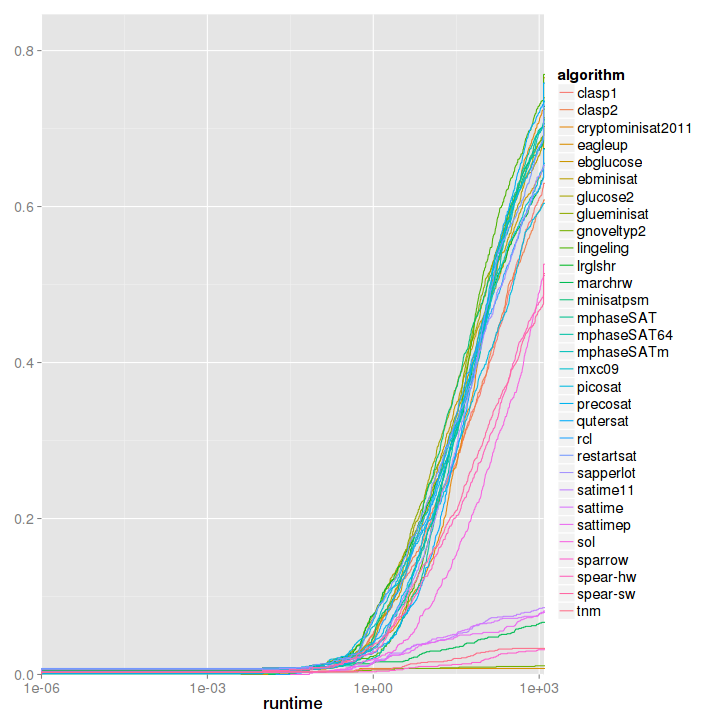 0.8
0.6
0.4
0.2
0.0
1e-06
1e-03
1e+00
1e+03
runtime
algorithm
clasp1
clasp2
cryptominisat2011
eagleup
ebglucose
ebminisat
glucose2
glueminisat
gnoveltyp2
lingeling
lrglshr
marchrw
minisatpsm
mphaseSAT
mphaseSAT64
mphaseSATm
mxc09
picosat
precosat
qutersat
rcl
restartsat
sapperlot
satime11
sattime
sattimep
sol
sparrow
spear-hw
spear-sw
tnm